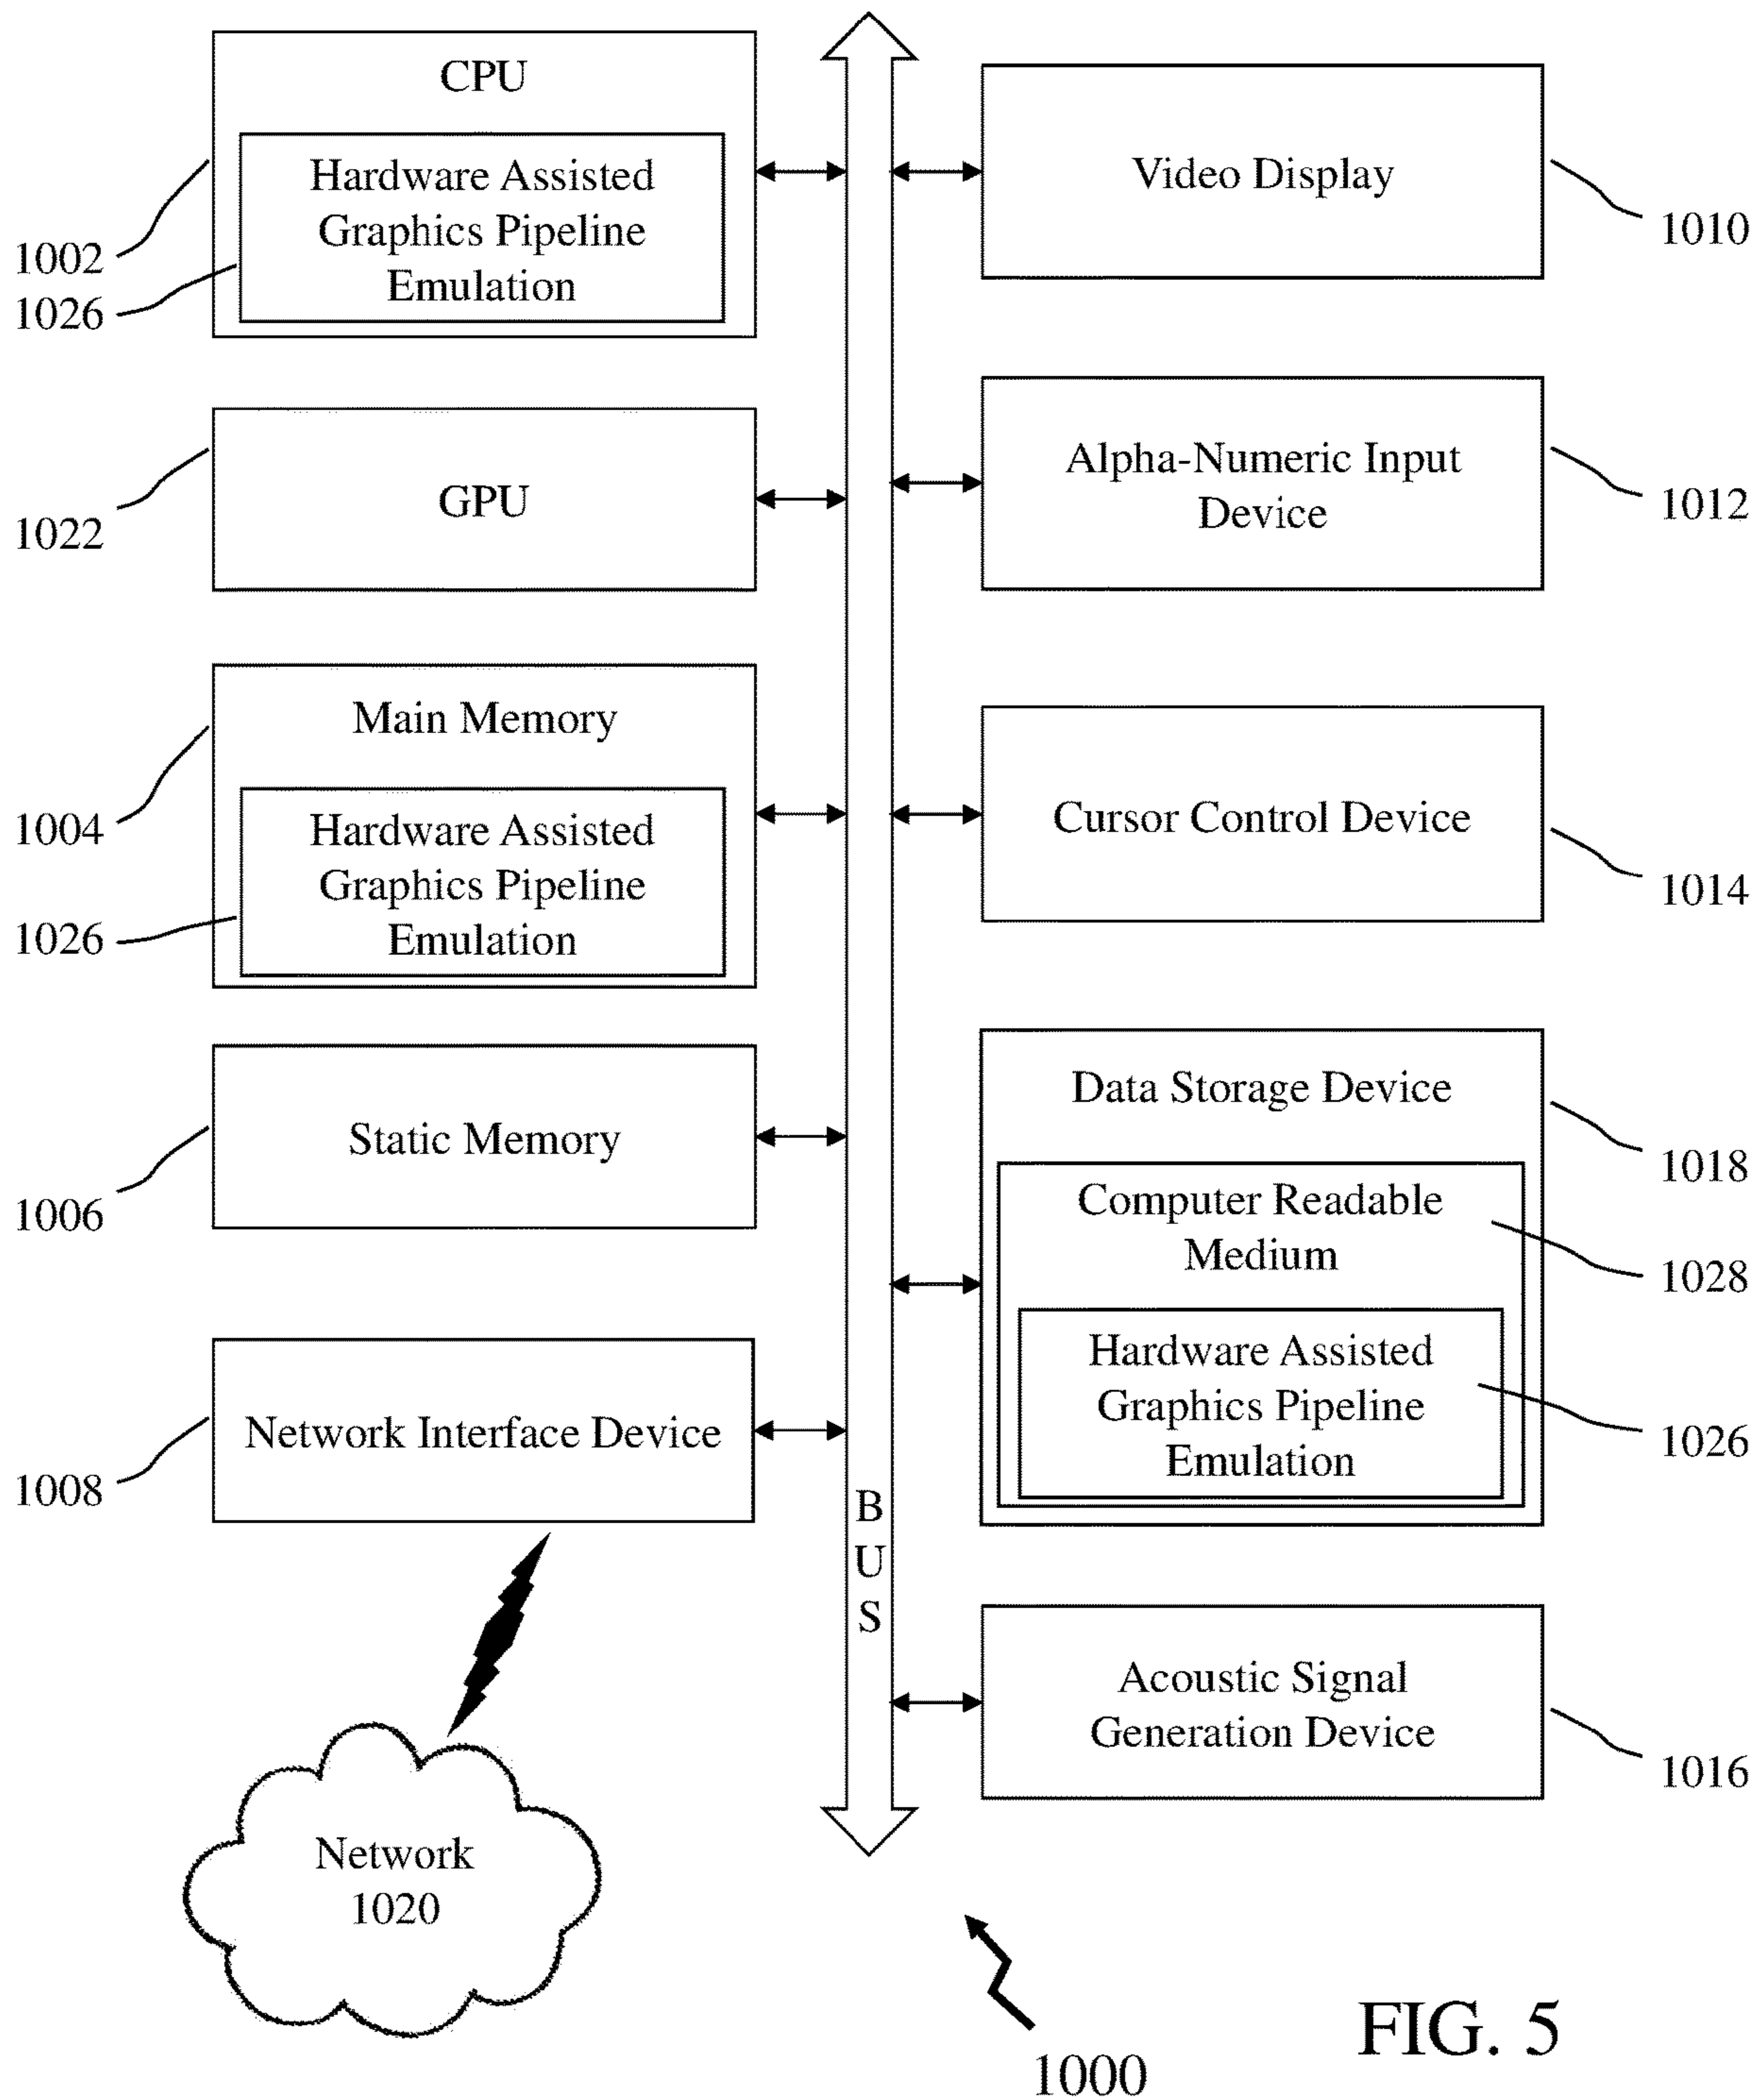 CPU
Hardware Assisted
Graphics Pipeline
Emulation
1002
1026
GPU
1022
Main Memory
Hardware Assisted
Graphics Pipeline
Emulation
1004
1026
Static Memory
1006
Network Interface Device
1008
Network
1020
B
U
S
Video Display
1010
Alpha-Numeric Input
Device
1012
Cursor Control Device
1014
Data Storage Device
1018
Computer Readable
Medium
1028
Hardware Assisted
Graphics Pipeline
Emulation
1026
Acoustic Signal
Generation Device
1016
1000
FIG. 5